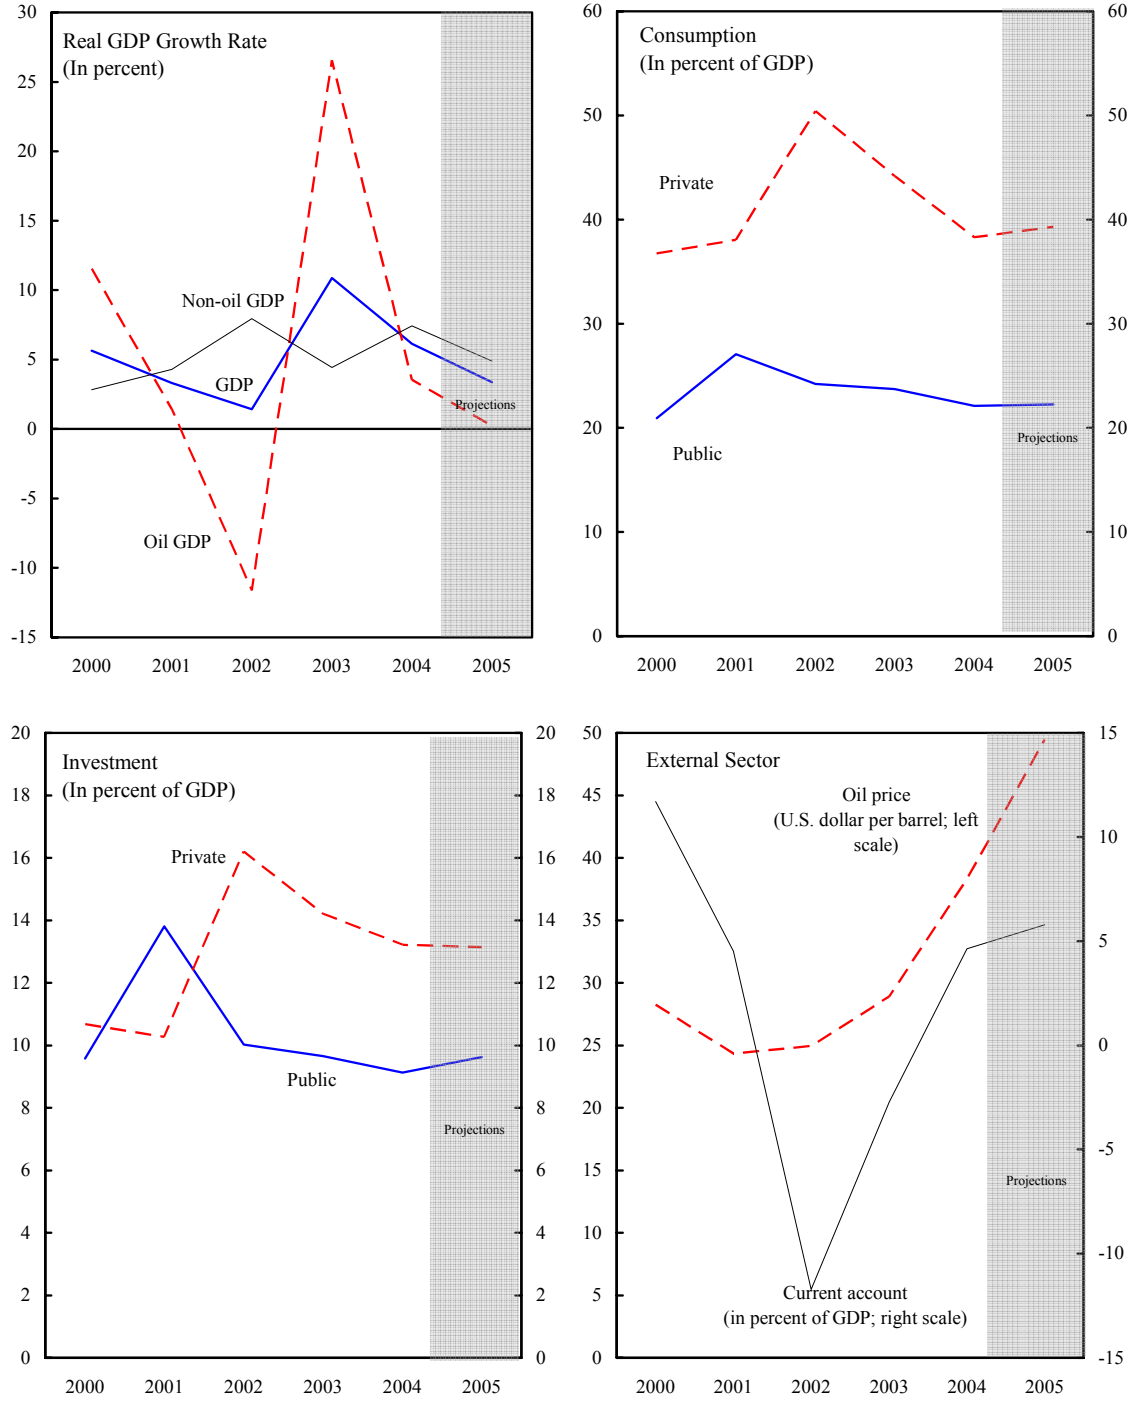 Real GDP Growth Rate
(In percent)
30
25
20
15
10
5
0
-5
-10
-15
Non-oil GDP
GDP
Oil GDP
Projections
2000 2001 2002 2003 2004 2005
Consumption
(In percent of GDP)
60 60
50 50
40 40
30 30
20 20
10 10
0 0
Private
Public
Projections
2000 2001 2002 2003 2004 2005
Investment
(In percent of GDP)
20 20
18 18
16 16
14 14
12 12
10 10
8 8
6 6
4 4
2 2
0 0
Private
Public
Projections
2000 2001 2002 2003 2004 2005
External Sector
50
45
40
35
30
25
20
15
10
5
0
Oil price
(U.S. dollar per barrel; left
scale)
Projections
Current account
(in percent of GDP; right scale)
15
10
5
0
-5
-10
-15
2000 2001 2002 2003 2004 2005